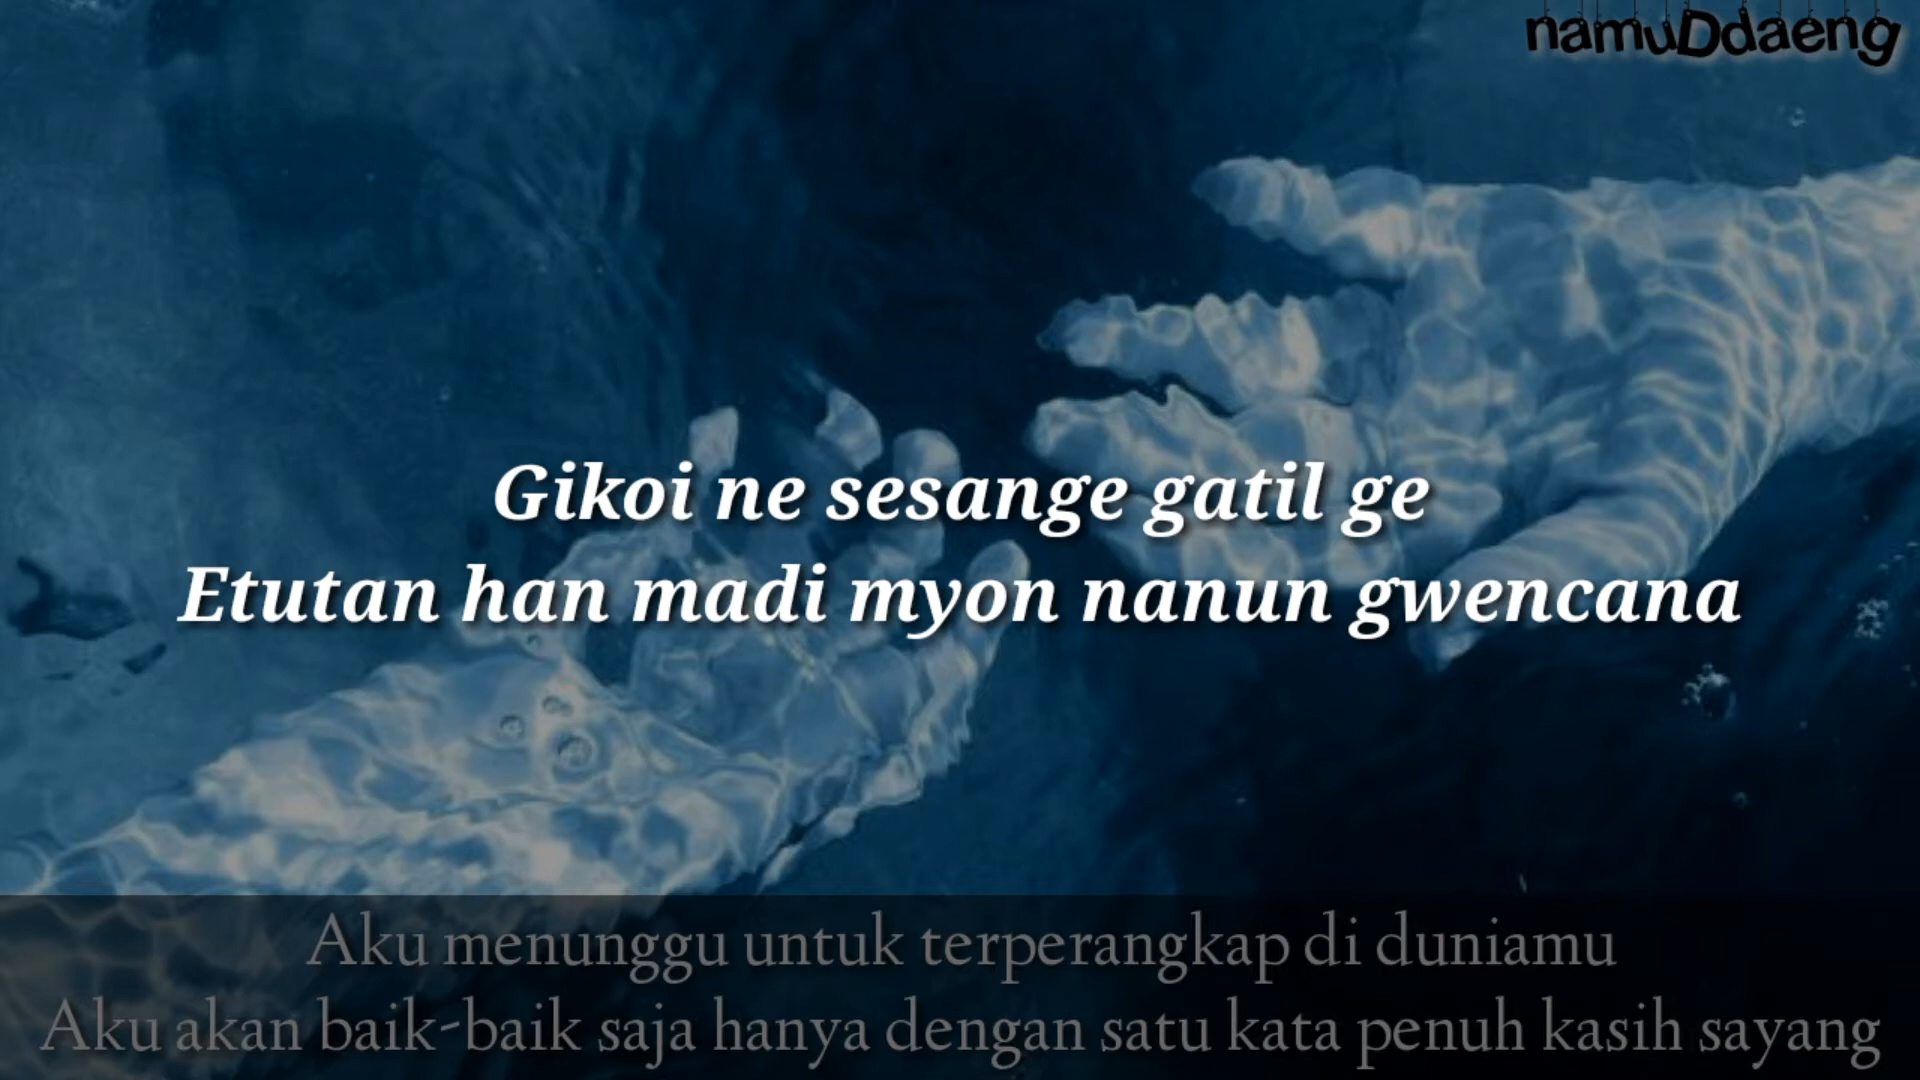 namuDdaeng
Gikoi ne sesange gatil ge
Etutan han madi myon nanun gwencana
Aku menunggu untuk terperangkap di duniamu
Aku akan baik-baik saja hanya dengan satu kata penuh kasih sayang